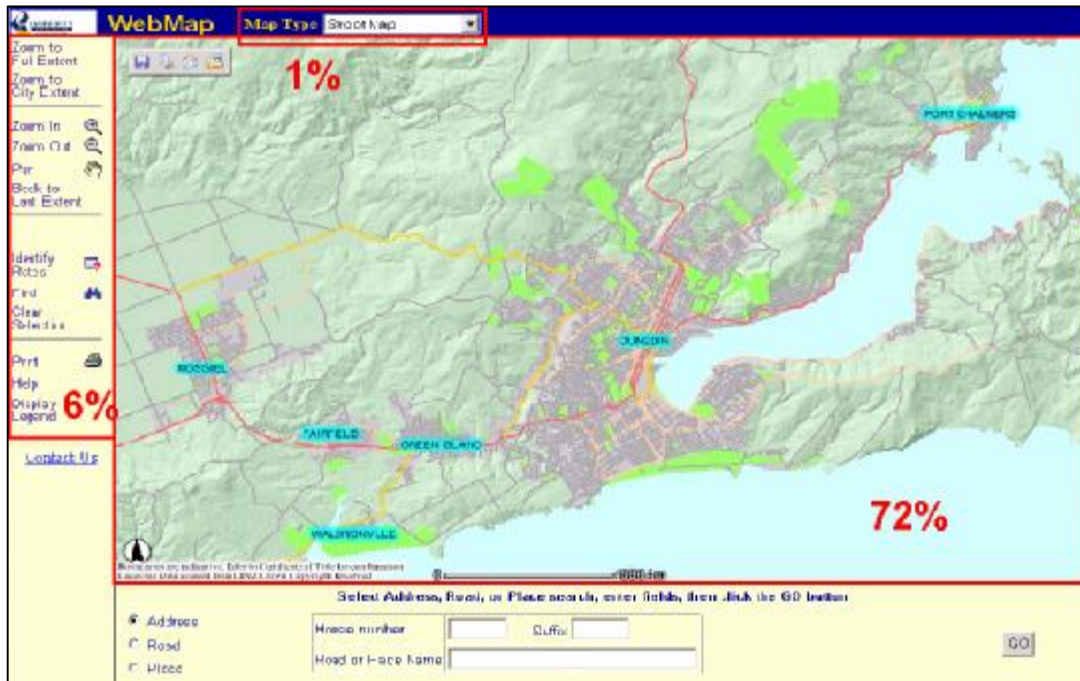 WebMap
Map Type Street Map
Zoom to
Full Extent
Zoom to
City Extent
Zoom In
Zoom Out
Pan
Back to
Last Extent
Identify
Rates
Find
Clear
Selection
Print
Help
Display
Legend
Contact Us
1%
6%
72%
PORT CHALMERS
DUNEDIN
MOSGIEL
FAIRFIELD
GREEN ISLAND
WALDRONVILLE
Select Address, Road, or Place search, enter fields, then click the GO button
Address
Road
Place
House number
Suffix
Road or Place Name
GO